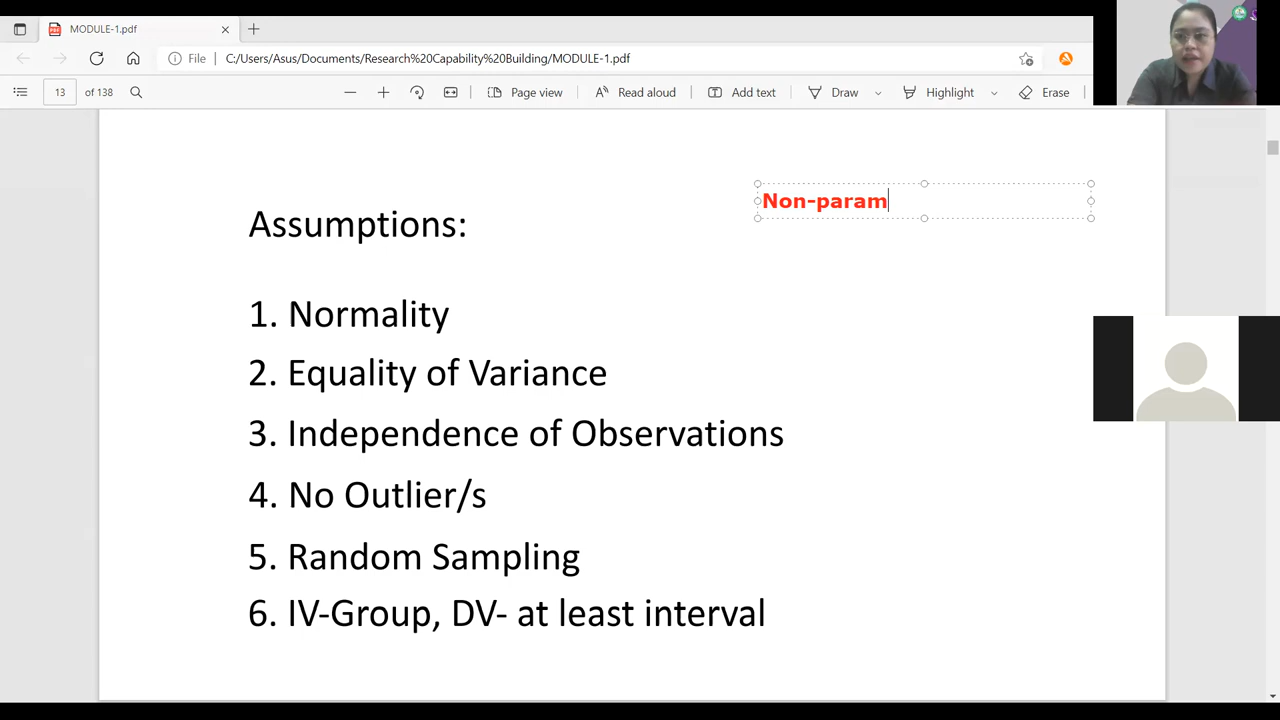 MODULE-1.pdf
File
C:/Users/Asus/Documents/Research%20Capability%20Building/MODULE-1.pdf
13 of 138
Page view
Read aloud
Add text
Draw
Highlight
Erase
Non-param
Assumptions:
1. Normality
2. Equality of Variance
3. Independence of Observations
4. No Outlier/s
5. Random Sampling
6. IV-Group, DV- at least interval